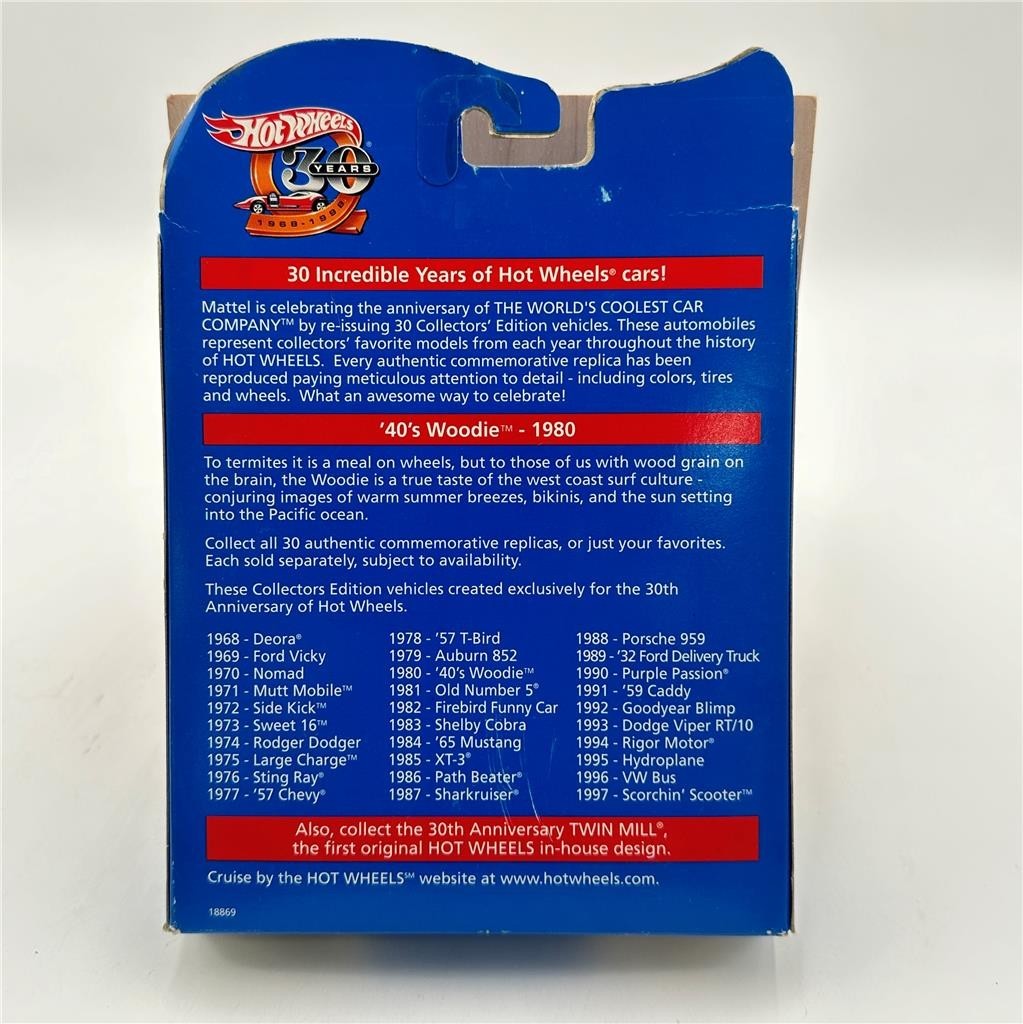 HOT WHEELS®
30
YEARS
1968-1998
30 Incredible Years of Hot Wheels® cars!
Mattel is celebrating the anniversary of THE WORLD'S COOLEST CAR
COMPANY™ by re-issuing 30 Collectors' Edition vehicles. These automobiles
represent collectors' favorite models from each year throughout the history
of HOT WHEELS. Every authentic commemorative replica has been
reproduced paying meticulous attention to detail - including colors, tires
and wheels. What an awesome way to celebrate!
'40's Woodie™ - 1980
To termites it is a meal on wheels, but to those of us with wood grain on
the brain, the Woodie is a true taste of the west coast surf culture -
conjuring images of warm summer breezes, bikinis, and the sun setting
into the Pacific ocean.
Collect all 30 authentic commemorative replicas, or just your favorites.
Each sold separately, subject to availability.
These Collectors Edition vehicles created exclusively for the 30th
Anniversary of Hot Wheels.
1968 - Deora®
1969 - Ford Vicky
1970 - Nomad
1971 - Mutt Mobile™
1972 - Side Kick™
1973 - Sweet 16™
1974 - Rodger Dodger
1975 - Large Charge™
1976 - Sting Ray®
1977 - '57 Chevy®
1978 - '57 T-Bird
1979 - Auburn 852
1980 - '40's Woodie™
1981 - Old Number 5®
1982 - Firebird Funny Car
1983 - Shelby Cobra
1984 - '65 Mustang
1985 - XT-3®
1986 - Path Beater®
1987 - Sharkruiser®
1988 - Porsche 959
1989 - '32 Ford Delivery Truck
1990 - Purple Passion®
1991 - '59 Caddy
1992 - Goodyear Blimp
1993 - Dodge Viper RT/10
1994 - Rigor Motor®
1995 - Hydroplane
1996 - VW Bus
1997 - Scorchin' Scooter™
Also, collect the 30th Anniversary TWIN MILL®,
the first original HOT WHEELS in-house design.
Cruise by the HOT WHEELS℠ website at www.hotwheels.com.
18869